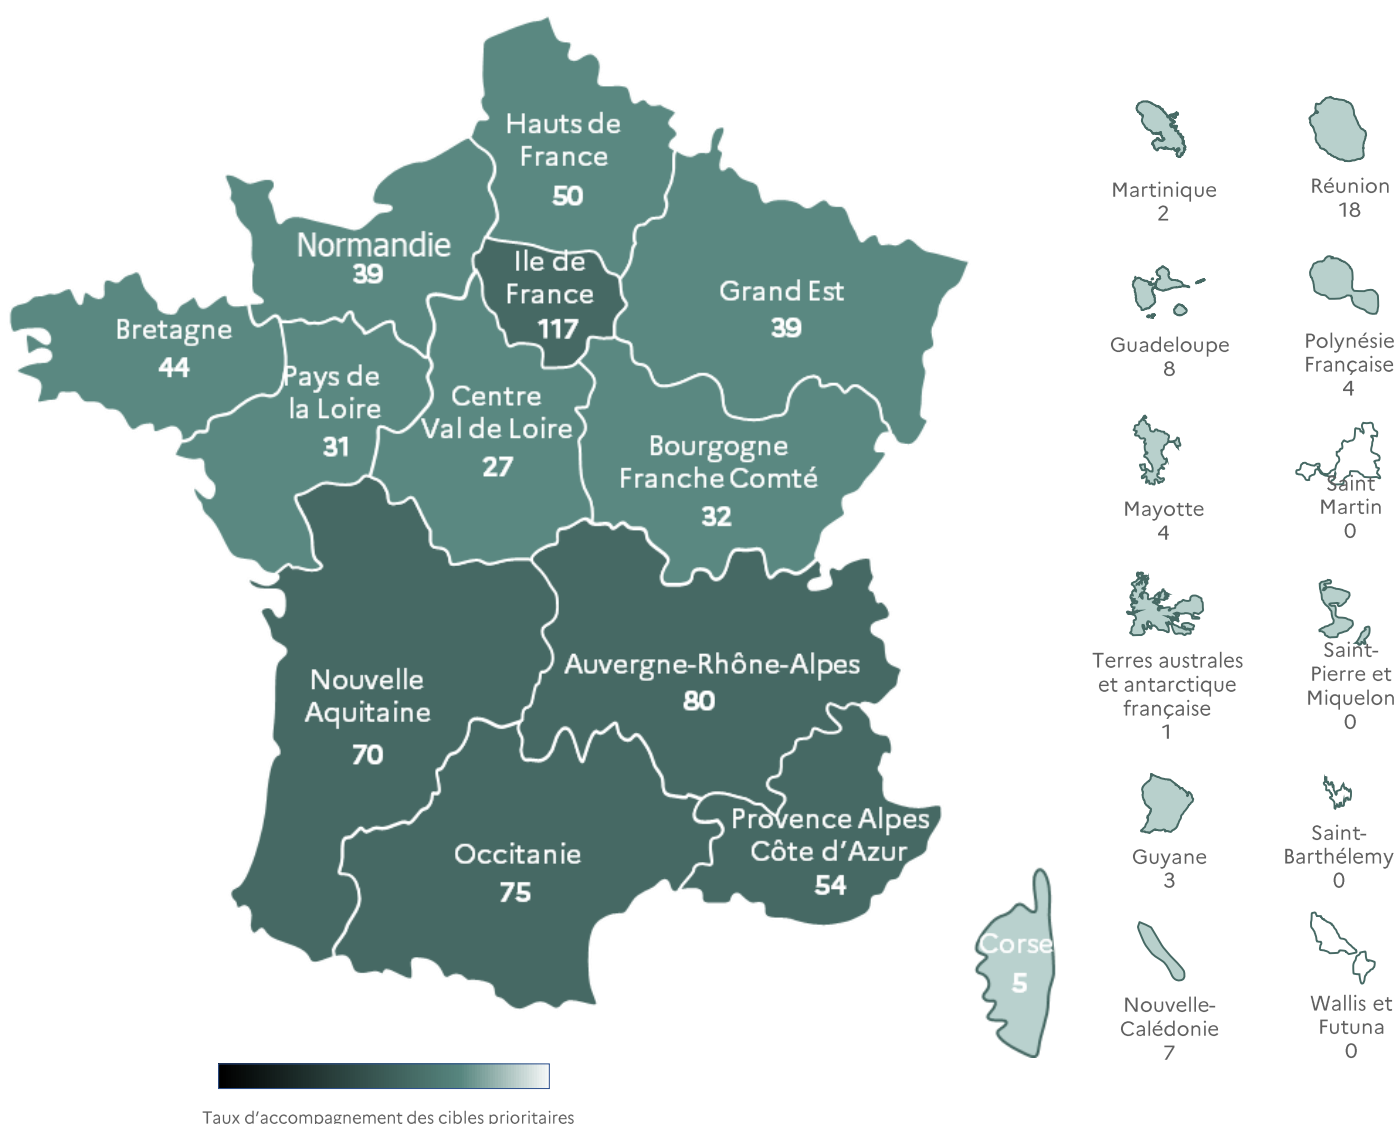 Hauts de
France
50
Normandie
39
Ile de
France
117
Grand Est
39
Bretagne
44
Pays de
la Loire
31
Centre
Val de Loire
27
Bourgogne
Franche Comté
32
Nouvelle
Aquitaine
70
Auvergne-Rhône-Alpes
80
Occitanie
75
Provence Alpes
Côte d’Azur
54
Corse
5
Martinique
2
Réunion
18
Guadeloupe
8
Polynésie
Française
4
Mayotte
4
Saint
Martin
0
Terres australes
et antarctique
française
1
Saint-
Pierre et
Miquelon
0
Guyane
3
Saint-
Barthélemy
0
Nouvelle-
Calédonie
7
Wallis et
Futuna
0
Taux d’accompagnement des cibles prioritaires